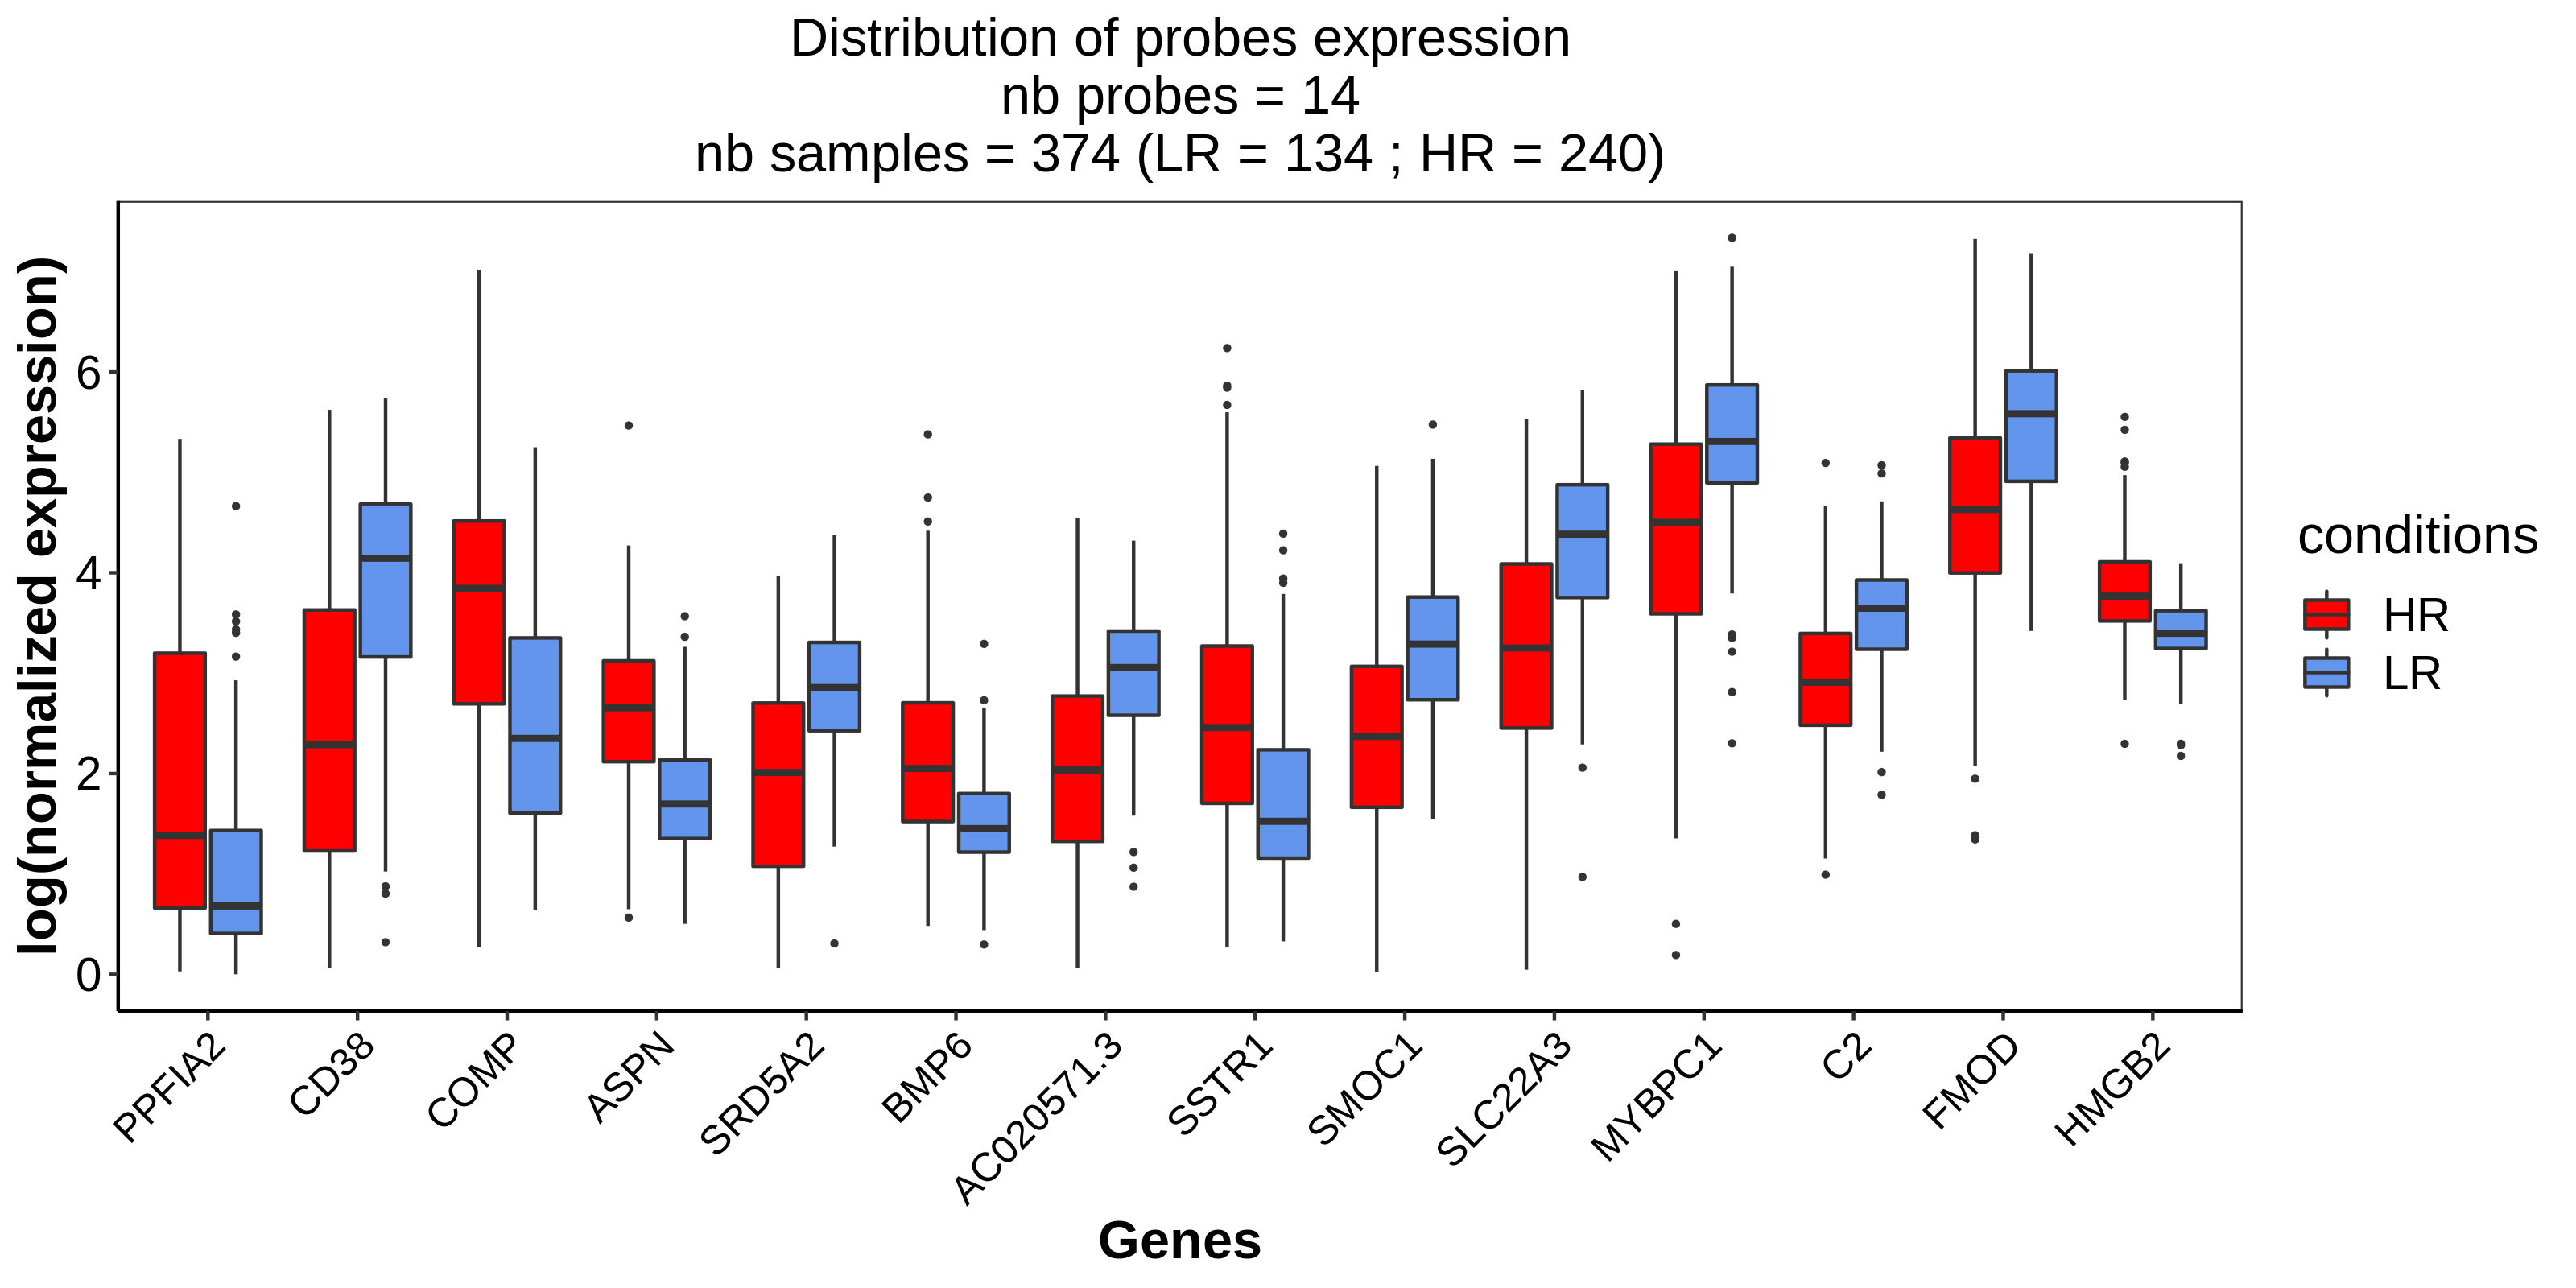 Distribution of probes expression
nb probes = 14
nb samples = 374 (LR = 134 ; HR = 240)
log(normalized expression)
6
4
2
0
PPFIA2
CD38
COMP
ASPN
SRD5A2
BMP6
AC020571.3
SSTR1
SMOC1
SLC22A3
MYBPC1
C2
FMOD
HMGB2
Genes
conditions
HR
LR